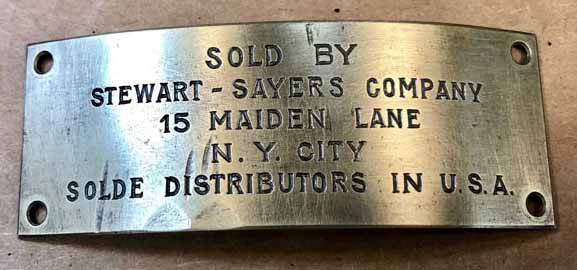 SOLD BY
STEWART-SAYERS COMPANY
15 MAIDEN LANE
N.Y. CITY
SOLDE DISTRIBUTORS IN U.S.A.